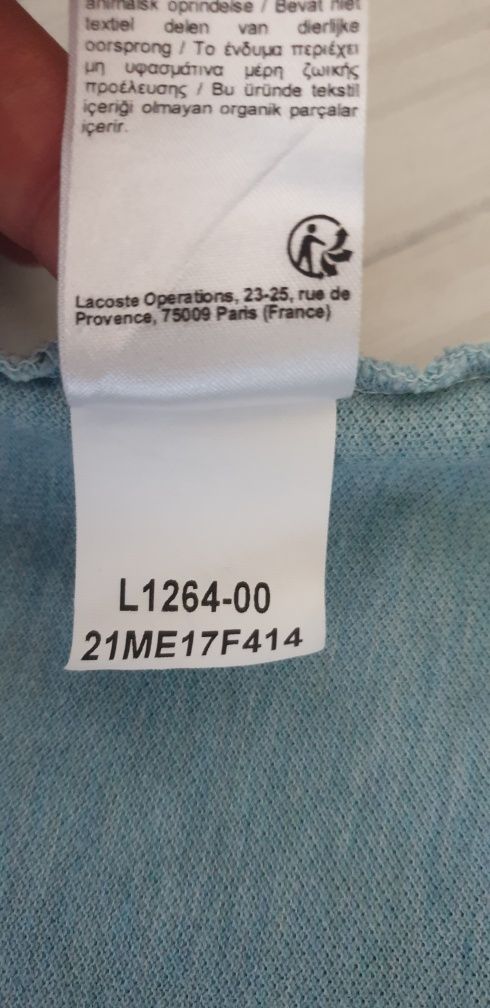 animalsk oprindelse / Bevat niet
textiel delen van dierlijke
oorsprong / Το ένδυμα περιέχει
μη υφασμάτινα μέρη ζωικής
προέλευσης / Bu üründe tekstil
içeriği olmayan organik parçalar
içerir.
Lacoste Operations, 23-25, rue de
Provence, 75009 Paris (France)
L1264-00
21ME17F414